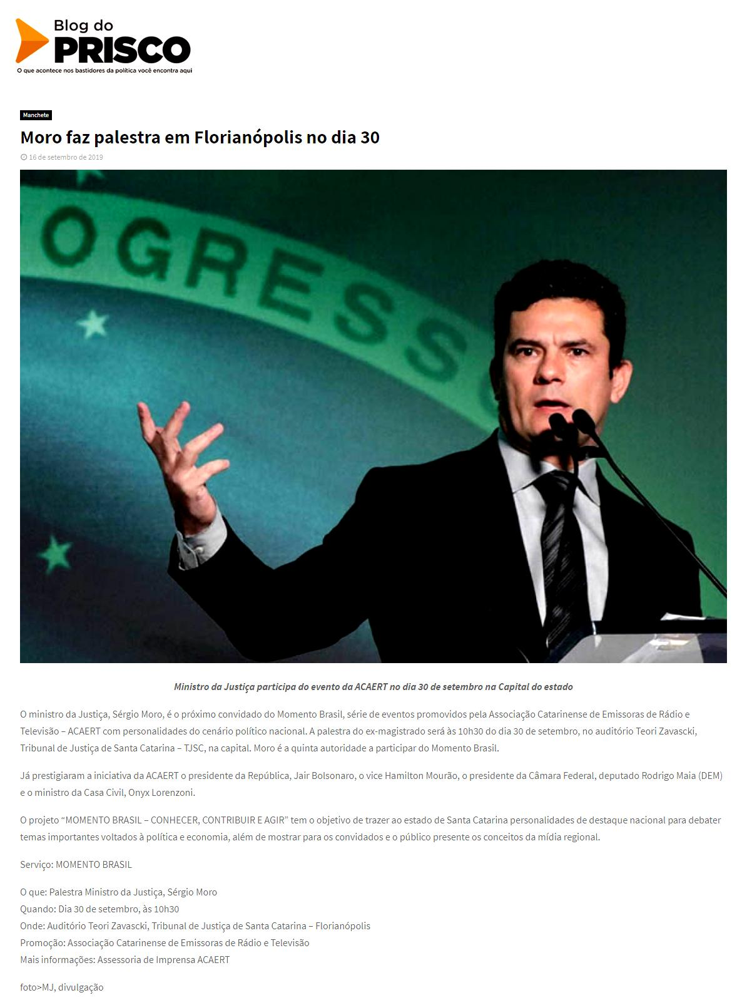 Blog do
PRISCO
O que acontece nos bastidores da política você encontra aqui
Manchete
Moro faz palestra em Florianópolis no dia 30
16 de setembro de 2019
OGRESSO
Ministro da Justiça participa do evento da ACAERT no dia 30 de setembro na Capital do estado
O ministro da Justiça, Sérgio Moro, é o próximo convidado do Momento Brasil, série de eventos promovidos pela Associação Catarinense de Emissoras de Rádio e
Televisão – ACAERT com personalidades do cenário político nacional. A palestra do ex-magistrado será às 10h30 do dia 30 de setembro, no auditório Teori Zavascki,
Tribunal de Justiça de Santa Catarina – TJSC, na capital. Moro é a quinta autoridade a participar do Momento Brasil.
Já prestigiaram a iniciativa da ACAERT o presidente da República, Jair Bolsonaro, o vice Hamilton Mourão, o presidente da Câmara Federal, deputado Rodrigo Maia (DEM)
e o ministro da Casa Civil, Onyx Lorenzoni.
O projeto “MOMENTO BRASIL – CONHECER, CONTRIBUIR E AGIR” tem o objetivo de trazer ao estado de Santa Catarina personalidades de destaque nacional para debater
temas importantes voltados à política e economia, além de mostrar para os convidados e o público presente os conceitos da mídia regional.
Serviço: MOMENTO BRASIL
O que: Palestra Ministro da Justiça, Sérgio Moro
Quando: Dia 30 de setembro, às 10h30
Onde: Auditório Teori Zavascki, Tribunal de Justiça de Santa Catarina – Florianópolis
Promoção: Associação Catarinense de Emissoras de Rádio e Televisão
Mais informações: Assessoria de Imprensa ACAERT
foto>MJ, divulgação